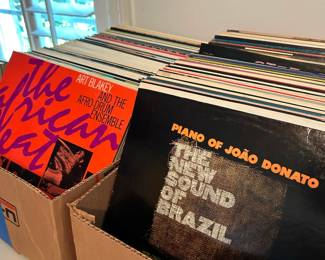 The
African
Beat
ART BLAKEY
AND THE
AFRO DRUM
ENSEMBLE
PIANO OF JOÃO DONATO
THE
NEW
SOUND
OF
BRAZIL